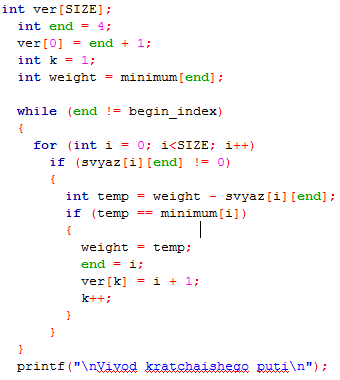 int ver[SIZE];
int end = 4;
ver[0] = end + 1;
int k = 1;
int weight = minimum[end];
while (end != begin_index)
{
for (int i = 0; i<SIZE; i++)
if (svyaz[i][end] != 0)
{
int temp = weight - svyaz[i][end];
if (temp == minimum[i])
{
weight = temp;
end = i;
ver[k] = i + 1;
k++;
}
}
}
printf("\nVivod kratchaishego puti\n");